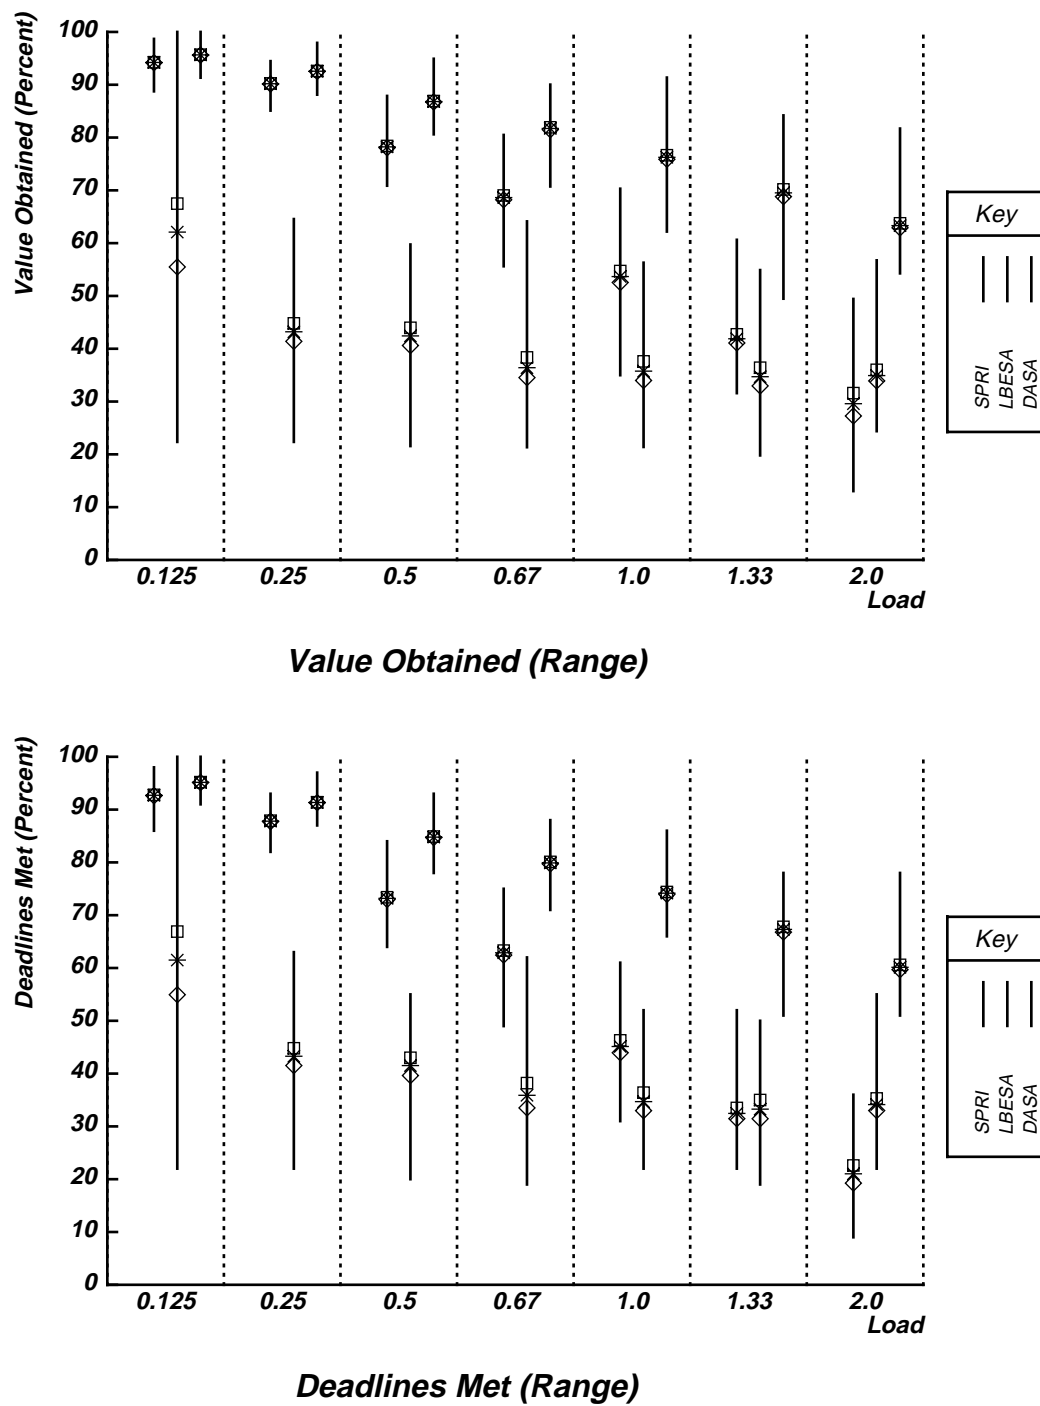 Value Obtained (Percent)
100
90
80
70
60
50
40
30
20
10
0
0.125 0.25 0.5 0.67 1.0 1.33 2.0
Load
Key
SPRI
LBESA
DASA
Value Obtained (Range)
Deadlines Met (Percent)
100
90
80
70
60
50
40
30
20
10
0
0.125 0.25 0.5 0.67 1.0 1.33 2.0
Load
Key
SPRI
LBESA
DASA
Deadlines Met (Range)